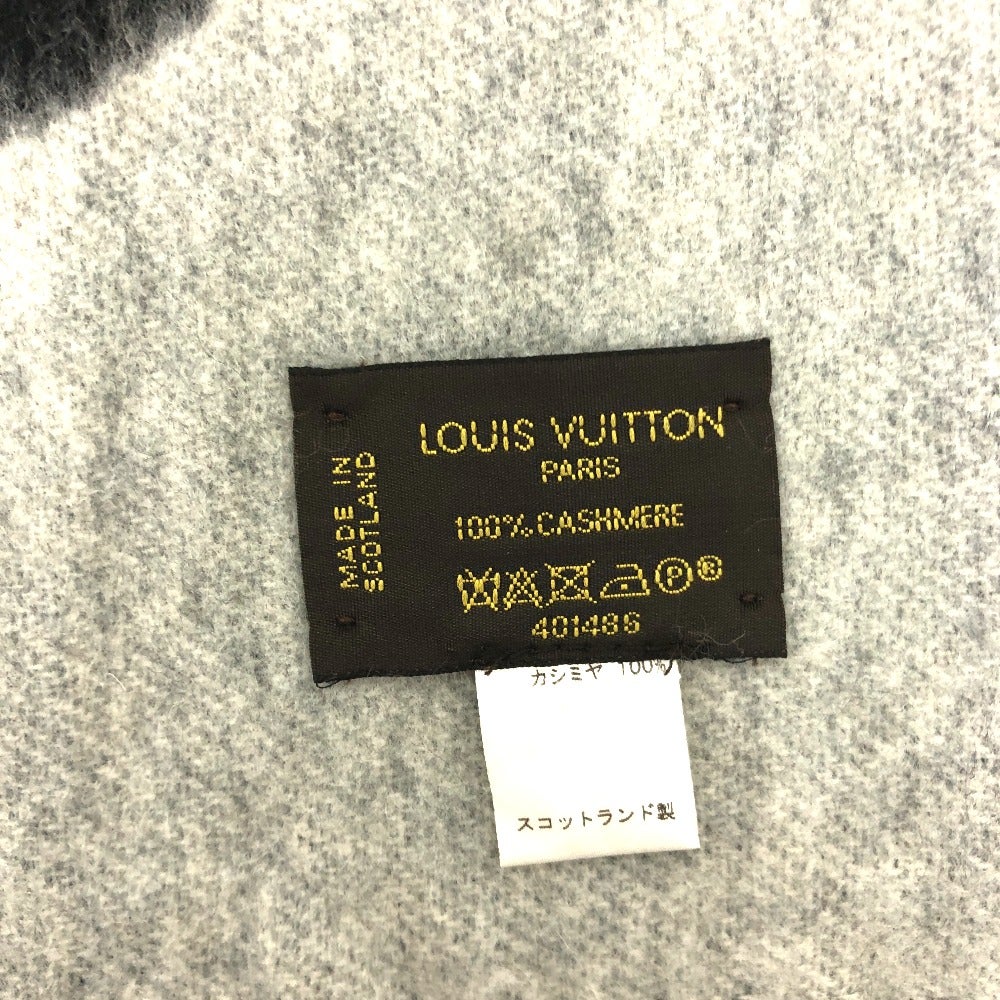 LOUIS VUITTON
PARIS
100% CASHMERE
P®
401486
MADE IN
SCOTLAND
カシミヤ 100%
スコットランド製